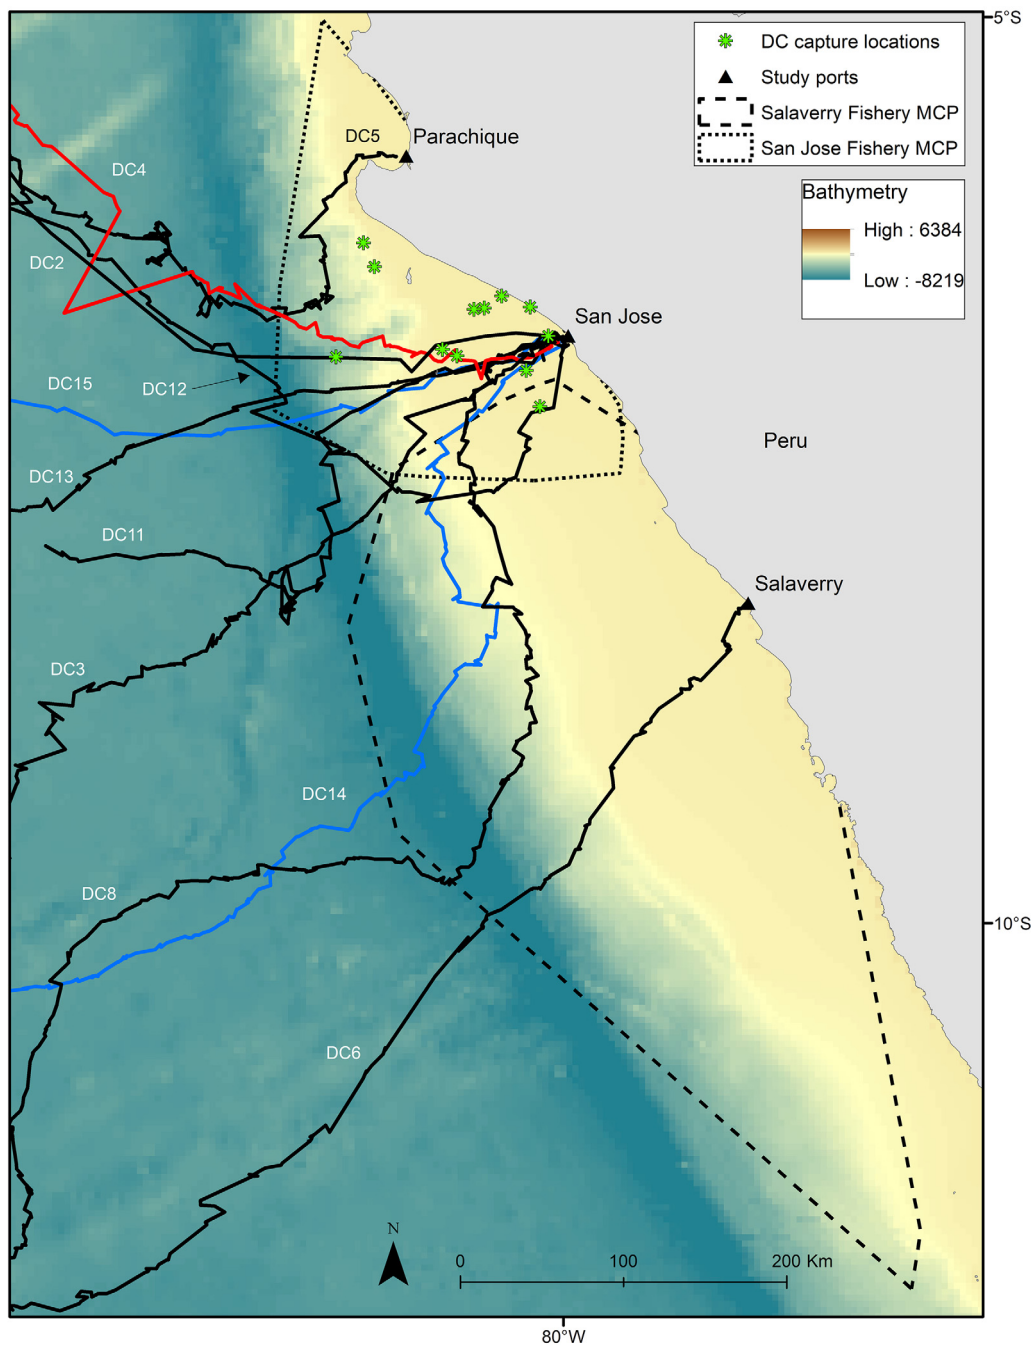 5°S
DC capture locations
Study ports
Salaverry Fishery MCP
San Jose Fishery MCP
Bathymetry
High : 6384
Low : -8219
DC5
Parachique
DC4
DC2
San Jose
DC15
DC12
Peru
DC13
DC11
Salaverry
DC3
DC14
DC8
10°S
DC6
N
0 100 200 Km
80°W